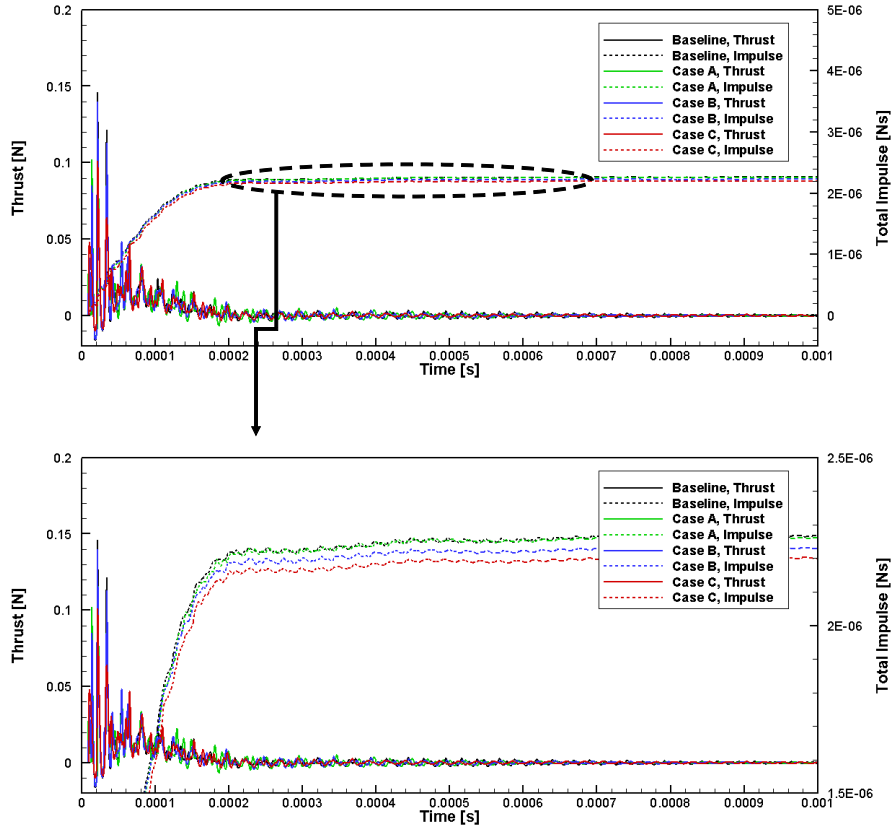 0.2
0.15
0.1
0.05
0
Thrust [N]
5E-06
4E-06
3E-06
2E-06
1E-06
0
Total Impulse [Ns]
Baseline, Thrust
Baseline, Impulse
Case A, Thrust
Case A, Impulse
Case B, Thrust
Case B, Impulse
Case C, Thrust
Case C, Impulse
0 0.0001 0.0002 0.0003 0.0004 0.0005 0.0006 0.0007 0.0008 0.0009 0.001
Time [s]
0.2
0.15
0.1
0.05
0
Thrust [N]
2.5E-06
2E-06
1.5E-06
Total Impulse [Ns]
Baseline, Thrust
Baseline, Impulse
Case A, Thrust
Case A, Impulse
Case B, Thrust
Case B, Impulse
Case C, Thrust
Case C, Impulse
0 0.0001 0.0002 0.0003 0.0004 0.0005 0.0006 0.0007 0.0008 0.0009 0.001
Time [s]